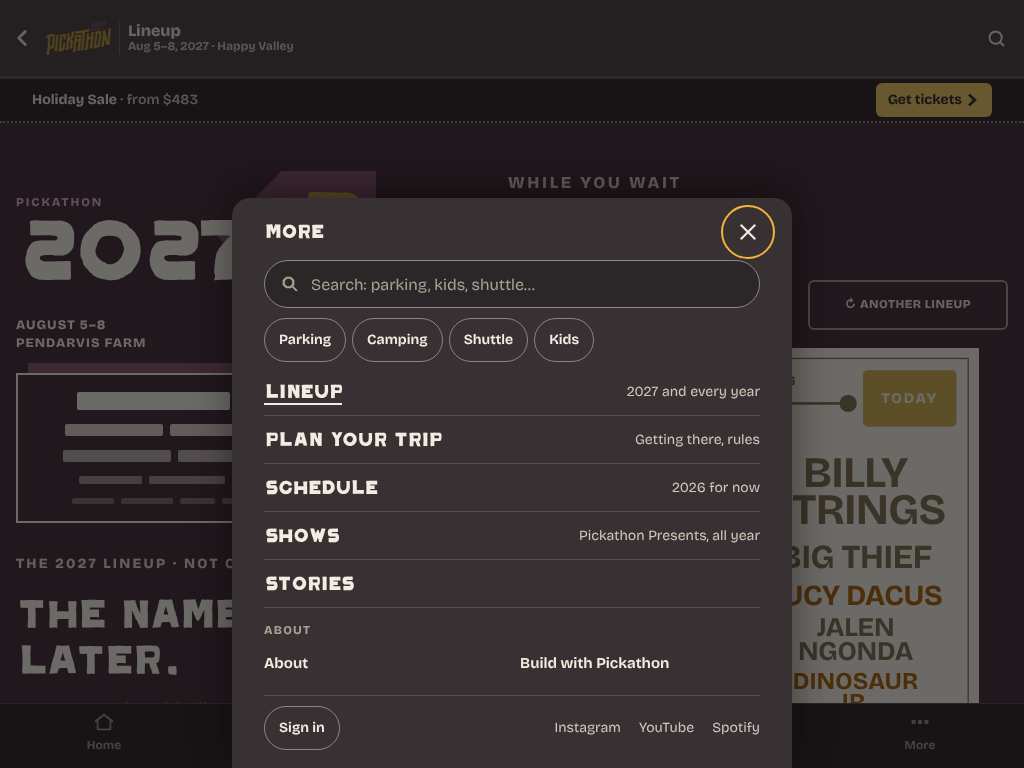 PICKATHON
Lineup
Aug 5–8, 2027 · Happy Valley
Holiday Sale · from $483
Get tickets
WHILE YOU WAIT
PICKATHON
2027
AUGUST 5–8
PENDARVIS FARM
THE 2027 LINEUP · NOT
THE NAME
LATER.
MORE
Search: parking, kids, shuttle...
Parking
Camping
Shuttle
Kids
LINEUP
2027 and every year
PLAN YOUR TRIP
Getting there, rules
SCHEDULE
2026 for now
SHOWS
Pickathon Presents, all year
STORIES
ABOUT
About
Build with Pickathon
Sign in
Instagram
YouTube
Spotify
ANOTHER LINEUP
TODAY
BILLY
TRINGS
BIG THIEF
UCY DACUS
JALEN
NGONDA
DINOSAUR
JR
Home
More